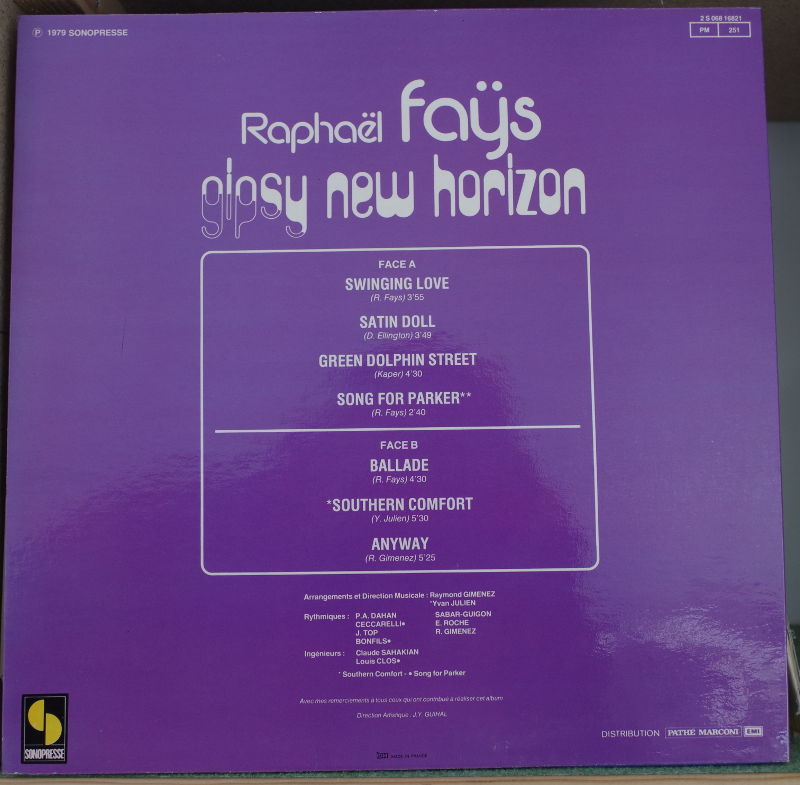 ℗ 1979 SONOPRESSE
2 S 068 16821
PM 251
Raphaël faÿs
gipsy new horizon
FACE A
SWINGING LOVE
(R. Fays) 3'55
SATIN DOLL
(D. Ellington) 3'49
GREEN DOLPHIN STREET
(Kaper) 4'30
SONG FOR PARKER**
(R. Fays) 2'40
FACE B
BALLADE
(R. Fays) 4'30
*SOUTHERN COMFORT
(Y. Julien) 5'30
ANYWAY
(R. Gimenez) 5'25
Arrangements et Direction Musicale : Raymond GIMENEZ
*Yvan JULIEN
Rythmiques : P.A. DAHAN SABAR-GUIGON
CECCARELLI● E. ROCHE
J. TOP R. GIMENEZ
BONFILS●
Ingénieurs : Claude SAHAKIAN
Louis CLOS●
* Southern Comfort - ● Song for Parker
Avec mes remerciements à tous ceux qui ont contribué à réaliser cet album
Direction Artistique : J.Y. GUIHAL
SONOPRESSE
DISTRIBUTION PATHÉ MARCONI EMI
MADE IN FRANCE